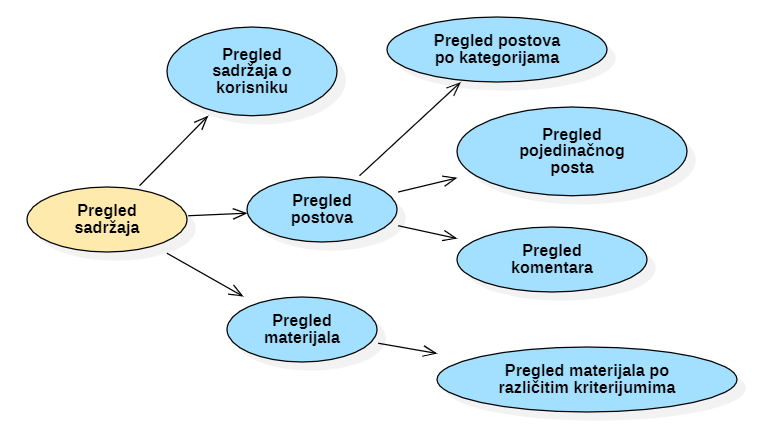 Pregled
sadržaja o
korisniku
Pregled postova
po kategorijama
Pregled
pojedinačnog
posta
Pregled
sadržaja
Pregled
postova
Pregled
komentara
Pregled
materijala
Pregled materijala po
različitim kriterijumima